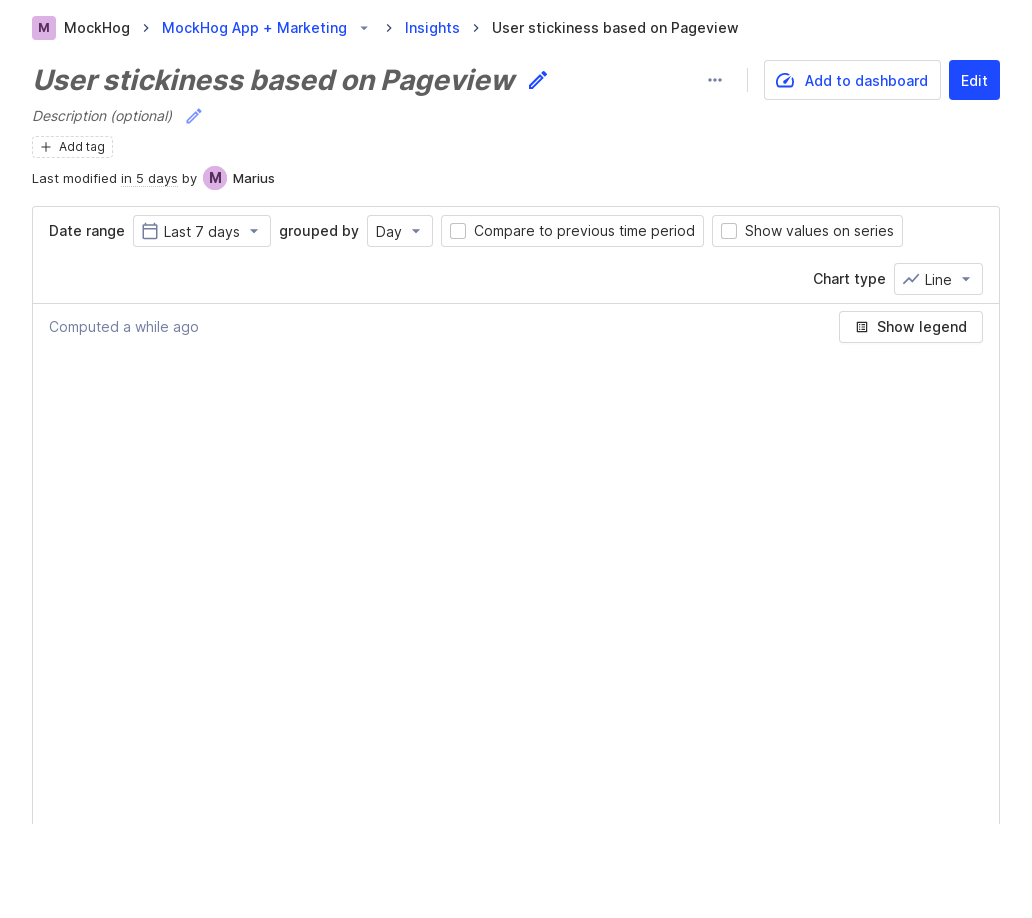 M MockHog MockHog App + Marketing Insights User stickiness based on Pageview
User stickiness based on Pageview
Add to dashboard Edit
Description (optional)
Add tag
Last modified in 5 days by M Marius
Date range Last 7 days grouped by Day Compare to previous time period Show values on series
Chart type Line
Computed a while ago Show legend